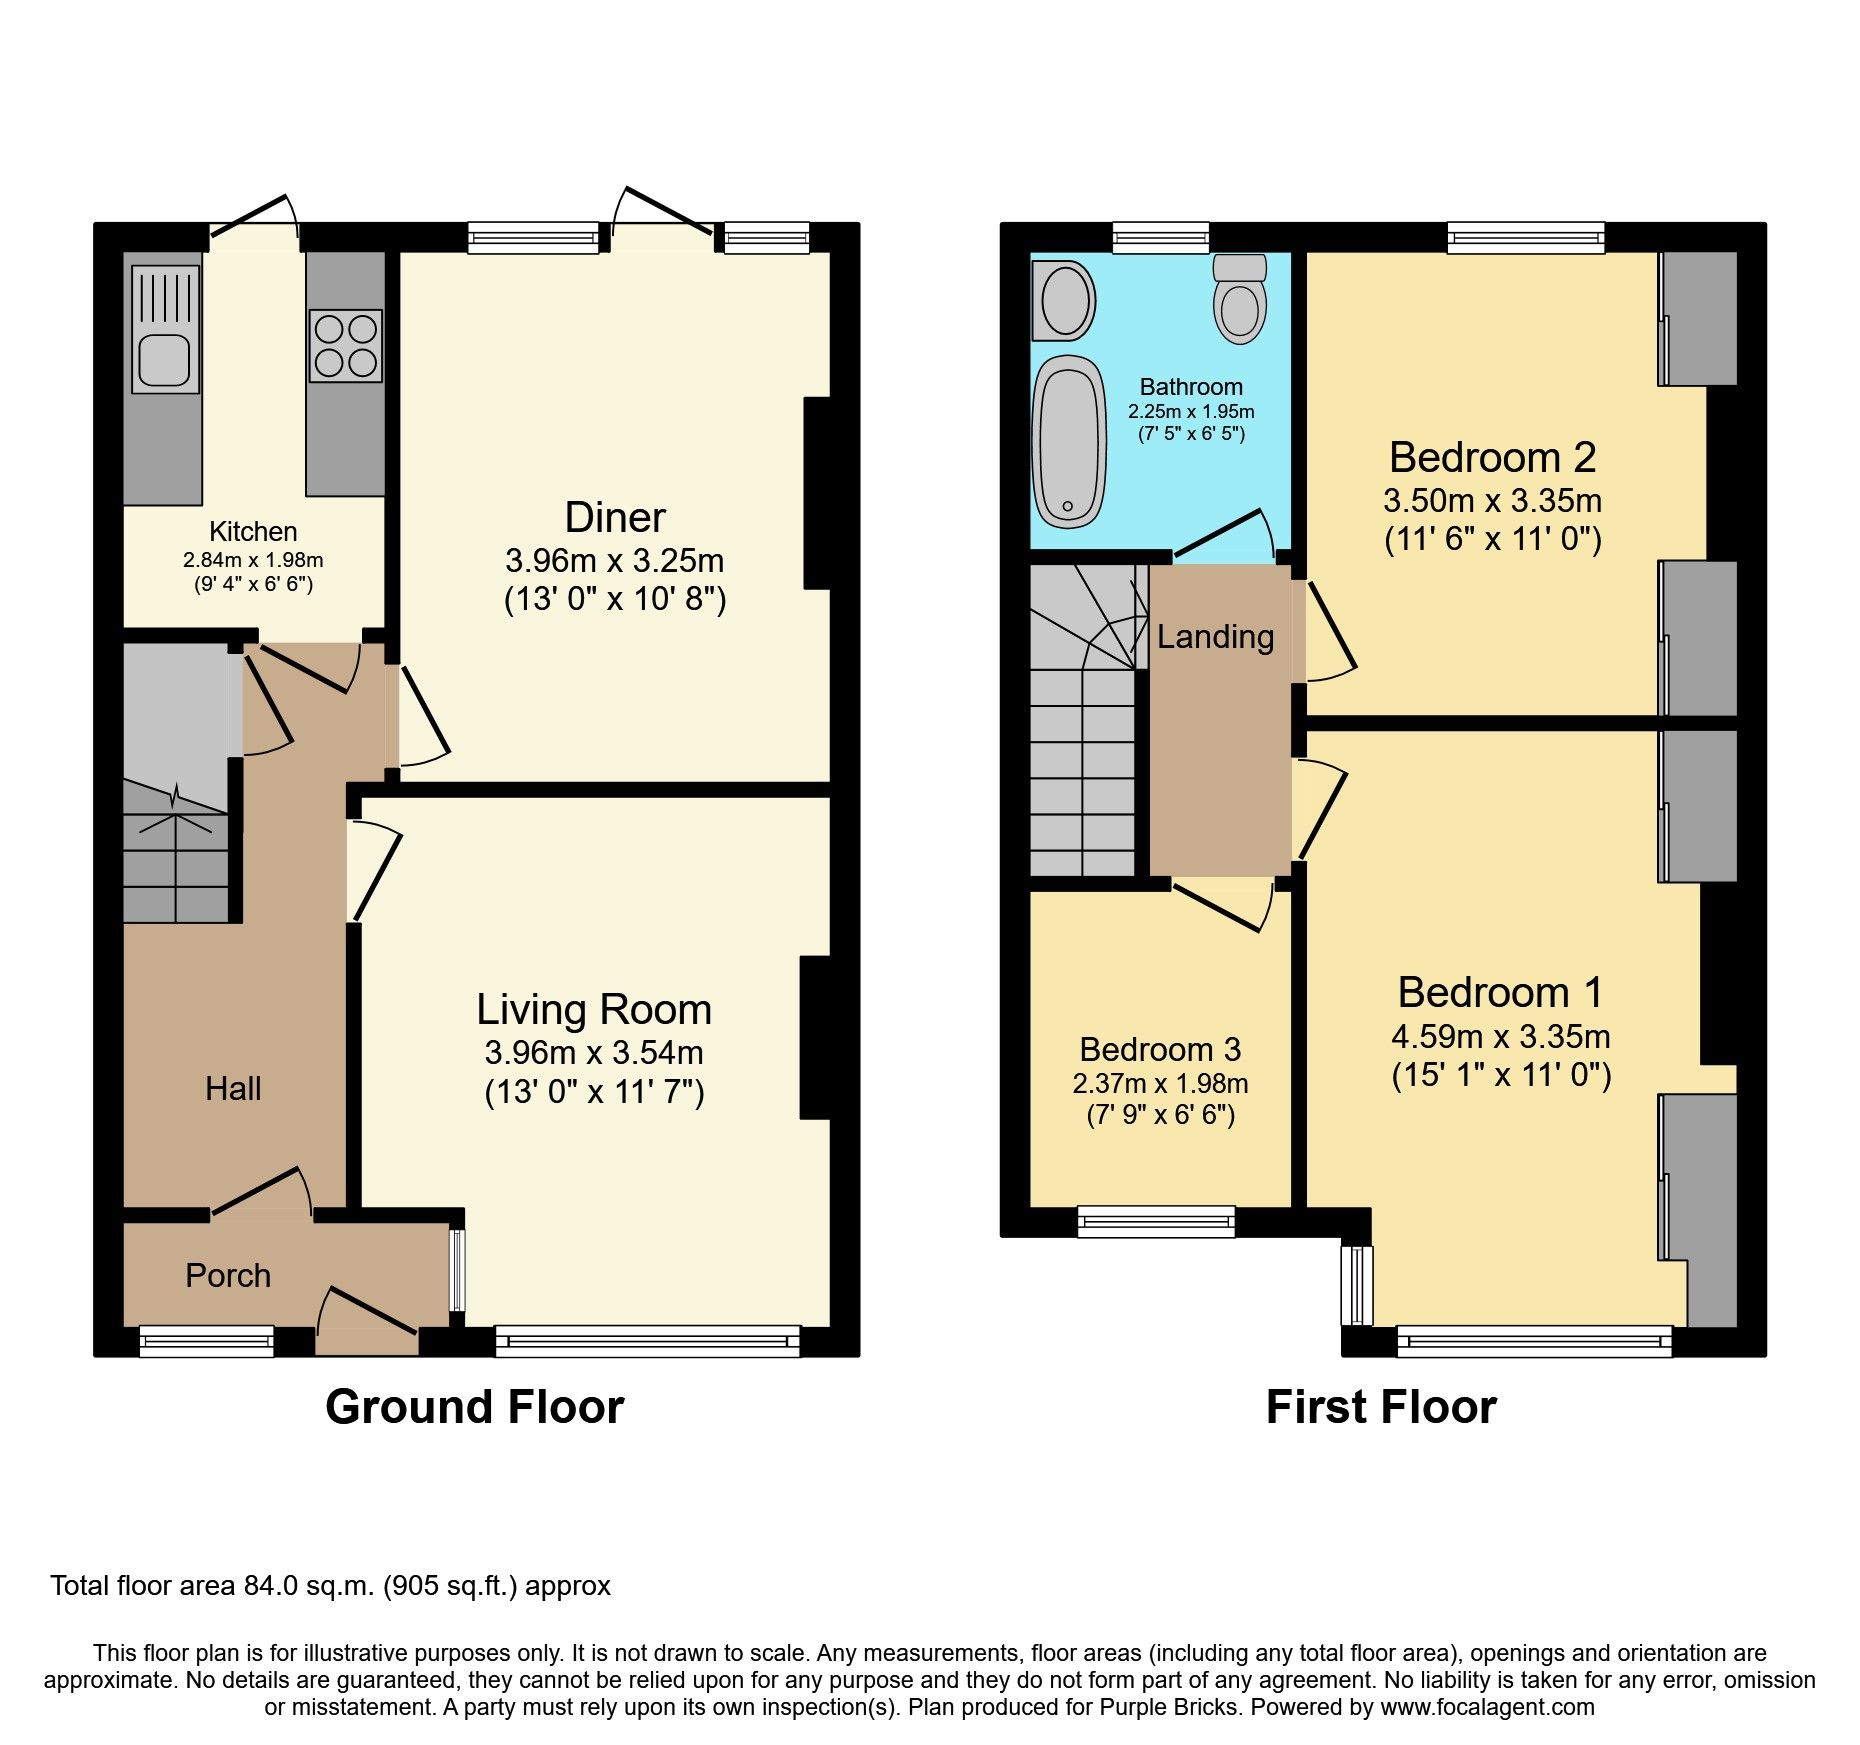 Kitchen
2.84m x 1.98m
(9' 4" x 6' 6")
Diner
3.96m x 3.25m
(13' 0" x 10' 8")
Living Room
3.96m x 3.54m
(13' 0" x 11' 7")
Hall
Porch
Ground Floor
Bathroom
2.25m x 1.95m
(7' 5" x 6' 5")
Bedroom 2
3.50m x 3.35m
(11' 6" x 11' 0")
Landing
Bedroom 1
4.59m x 3.35m
(15' 1" x 11' 0")
Bedroom 3
2.37m x 1.98m
(7' 9" x 6' 6")
First Floor
Total floor area 84.0 sq.m. (905 sq.ft.) approx
This floor plan is for illustrative purposes only. It is not drawn to scale. Any measurements, floor areas (including any total floor area), openings and orientation are
approximate. No details are guaranteed, they cannot be relied upon for any purpose and they do not form part of any agreement. No liability is taken for any error, omission
or misstatement. A party must rely upon its own inspection(s). Plan produced for Purple Bricks. Powered by www.focalagent.com